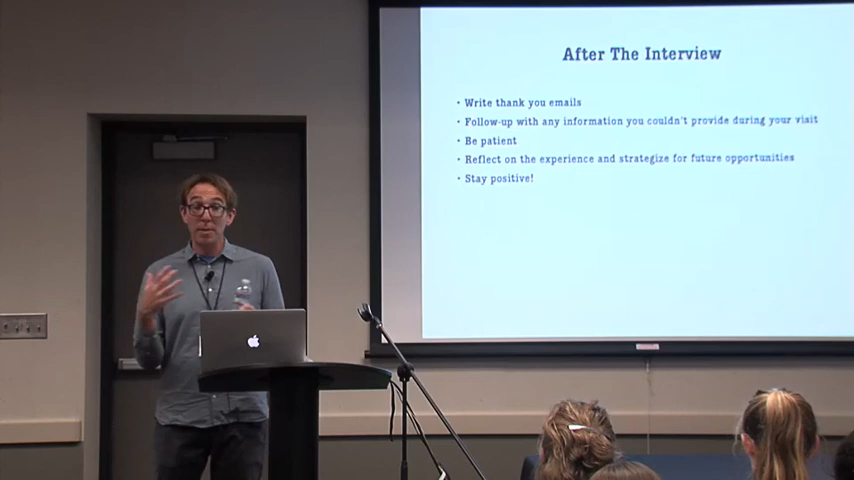 After The Interview
• Write thank you emails
• Follow-up with any information you couldn't provide during your visit
• Be patient
• Reflect on the experience and strategize for future opportunities
• Stay positive!